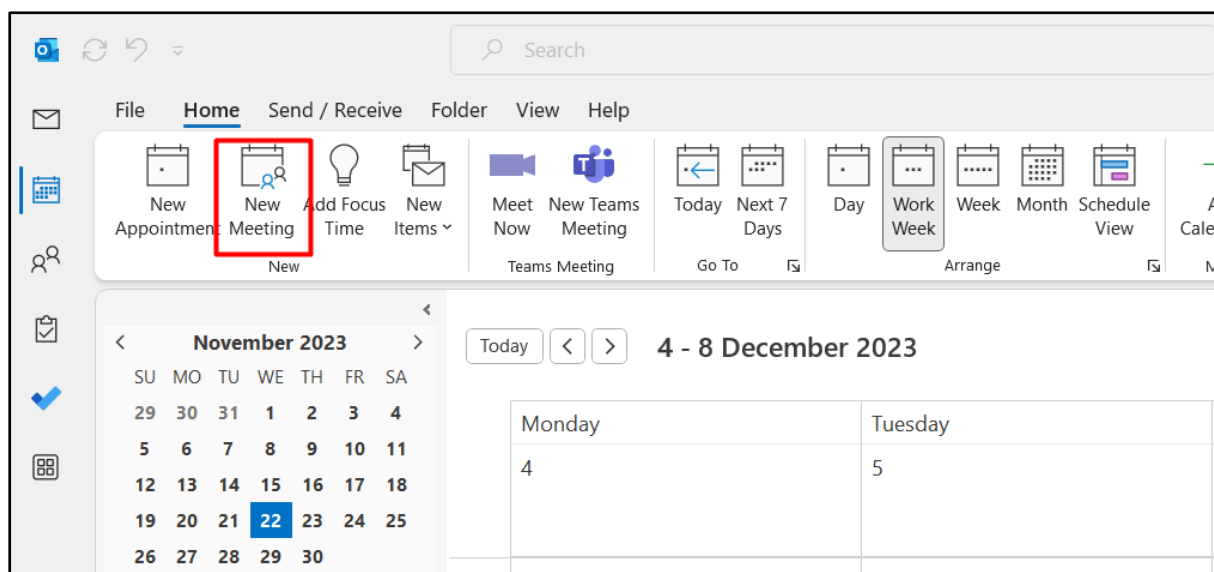 Search
File Home Send / Receive Folder View Help
New Appointment
New Meeting
Add Focus Time
New Items
New
Meet Now
New Teams Meeting
Teams Meeting
Today
Next 7 Days
Go To
Day
Work Week
Week
Month
Schedule View
Arrange
November 2023
SU MO TU WE TH FR SA
29 30 31 1 2 3 4
5 6 7 8 9 10 11
12 13 14 15 16 17 18
19 20 21 22 23 24 25
26 27 28 29 30
Today
4 - 8 December 2023
Monday Tuesday
4 5